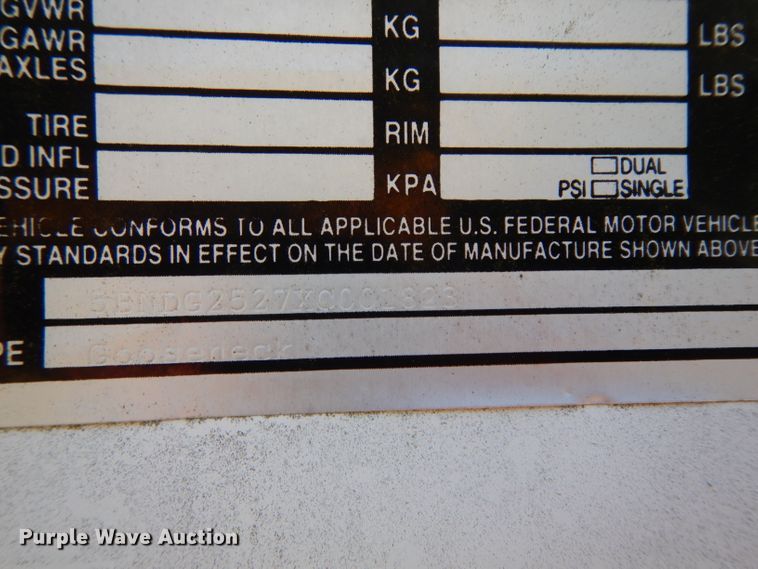 GVWR KG LBS
GAWR
AXLES KG LBS
TIRE RIM
D INFL DUAL
SSURE KPA PSI SINGLE
EHICLE CONFORMS TO ALL APPLICABLE U.S. FEDERAL MOTOR VEHICLE
Y STANDARDS IN EFFECT ON THE DATE OF MANUFACTURE SHOWN ABOVE
PE Gooseneck
Purple Wave Auction